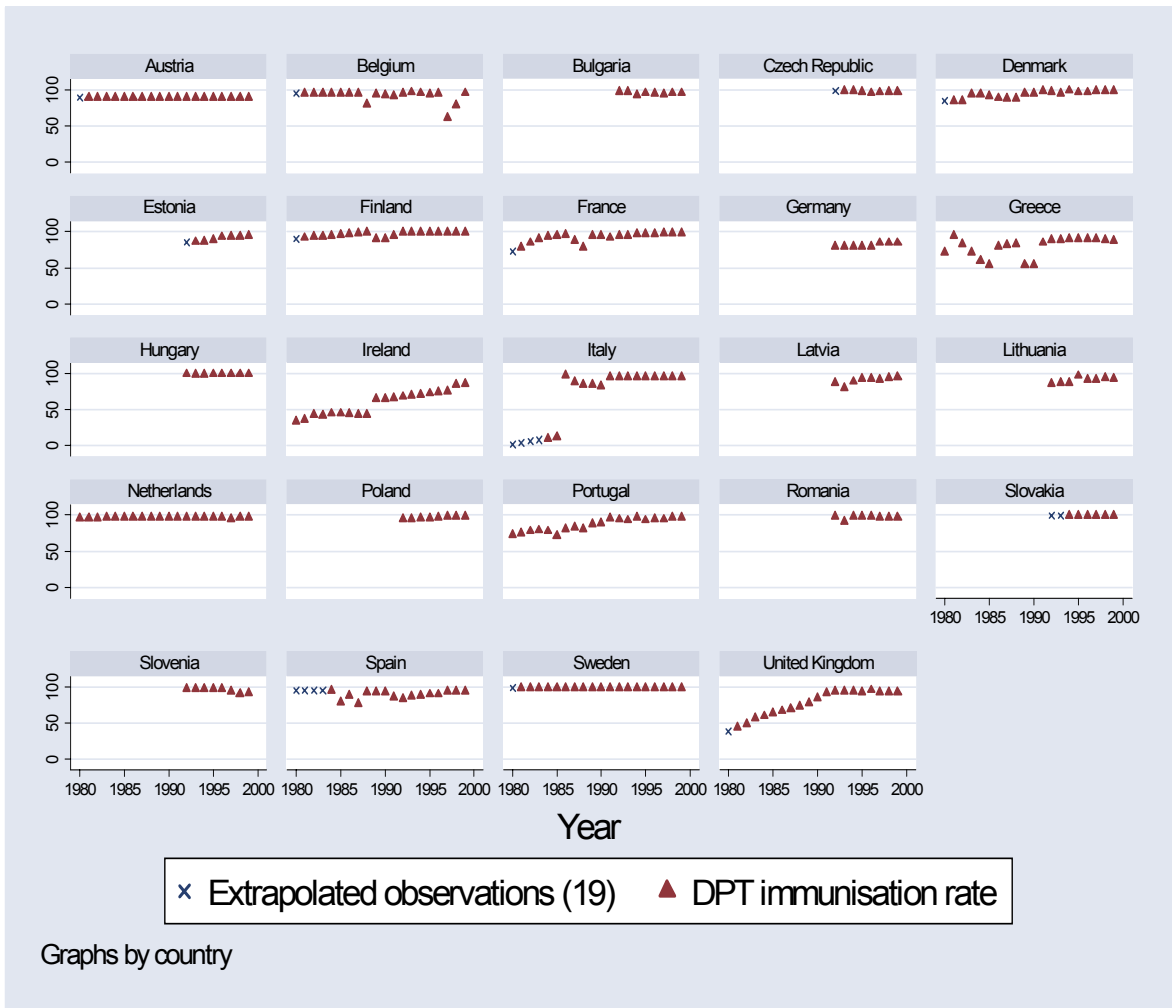 Austria Belgium Bulgaria Czech Republic Denmark
100
50
0
Estonia Finland France Germany Greece
100
50
0
Hungary Ireland Italy Latvia Lithuania
100
50
0
Netherlands Poland Portugal Romania Slovakia
100
50
0
1980 1985 1990 1995 2000
Slovenia Spain Sweden United Kingdom
100
50
0
1980 1985 1990 1995 2000 1980 1985 1990 1995 2000 1980 1985 1990 1995 2000 1980 1985 1990 1995 2000
Year
Extrapolated observations (19) DPT immunisation rate
Graphs by country